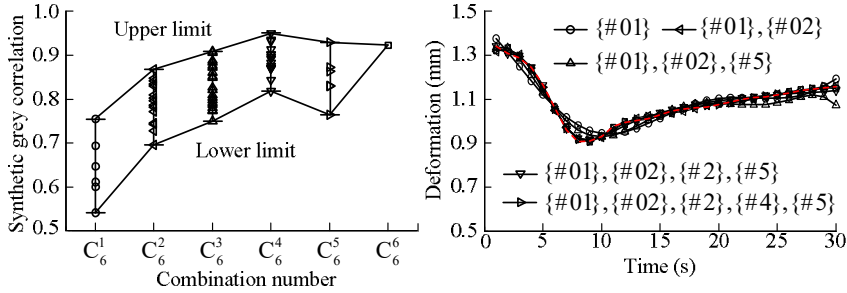 Synthetic grey correlation
1.0
0.9
0.8
0.7
0.6
0.5
Upper limit
Lower limit
C₆¹ C₆² C₆³ C₆⁴ C₆⁵ C₆⁶
Combination number
Deformation (mm)
1.5
1.3
1.1
0.9
0.7
0.5
{#01} {#01},{#02}
{#01},{#02},{#5}
{#01},{#02},{#2},{#5}
{#01},{#02},{#2},{#4},{#5}
0 5 10 15 20 25 30
Time (s)